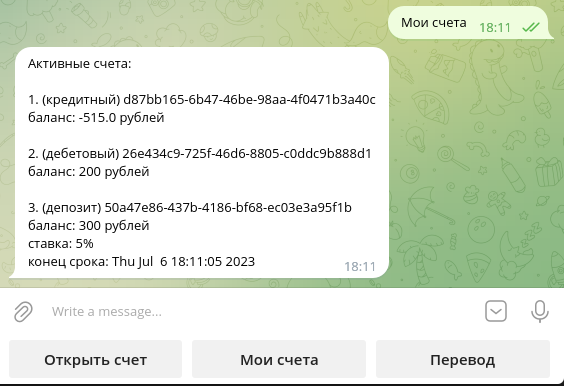 Мои счета
18:11
Активные счета:
1. (кредитный) d87bb165-6b47-46be-98aa-4f0471b3a40c
баланс: -515.0 рублей
2. (дебетовый) 26e434c9-725f-46d6-8805-c0ddc9b888d1
баланс: 200 рублей
3. (депозит) 50a47e86-437b-4186-bf68-ec03e3a95f1b
баланс: 300 рублей
ставка: 5%
конец срока: Thu Jul  6 18:11:05 2023
18:11
Write a message...
Открыть счет
Мои счета
Перевод